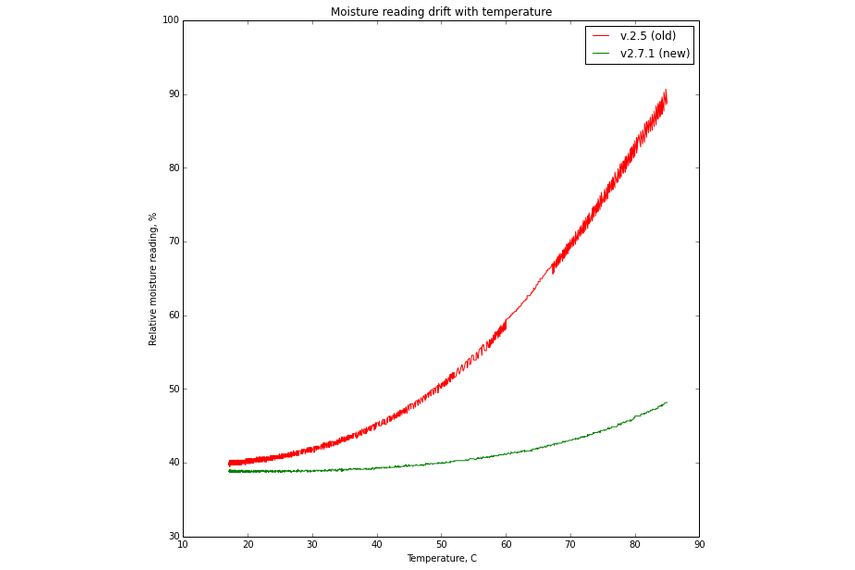 Moisture reading drift with temperature
v.2.5 (old)
v2.7.1 (new)
100
90
80
70
60
50
40
30
Relative moisture reading, %
10 20 30 40 50 60 70 80 90
Temperature, C